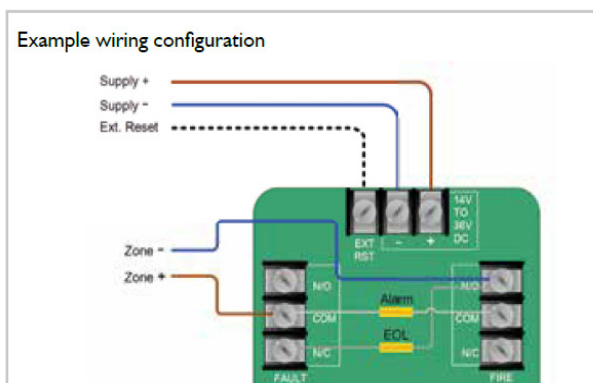 Example wiring configuration
Supply +
Supply -
Ext. Reset
14V
TO
36V
DC
EXT
RST
- +
Zone -
Zone +
N/O
N/O
Alarm
COM
COM
EOL
N/C
N/C
FAULT
FIRE